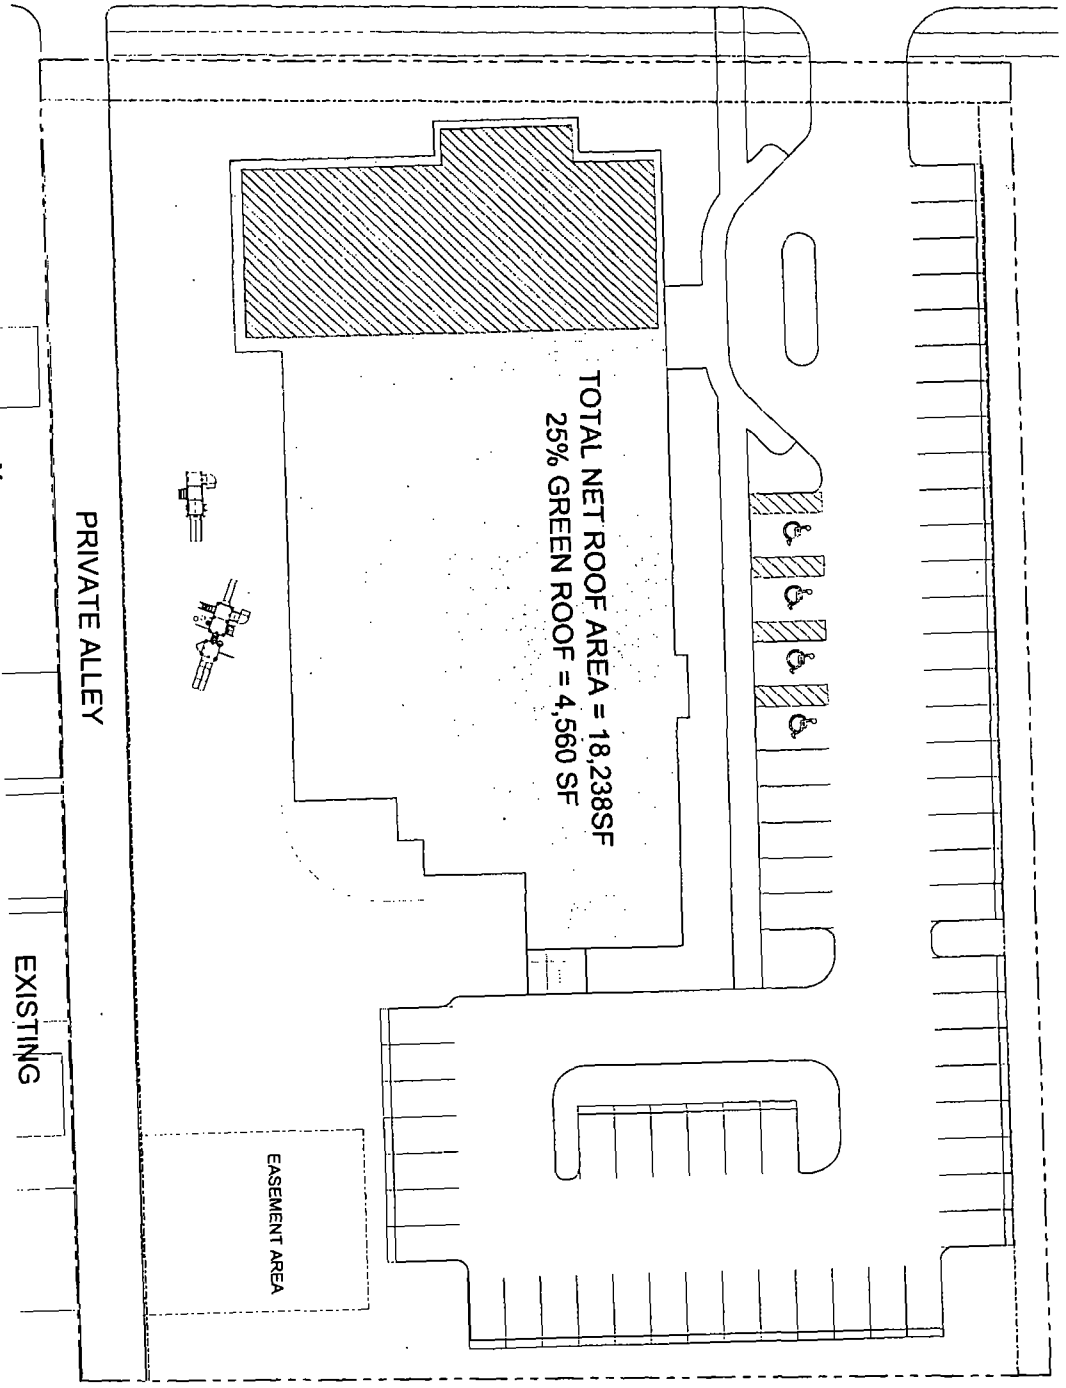 TOTAL NET ROOF AREA = 18,238SF
25% GREEN ROOF = 4,560 SF
PRIVATE ALLEY
EXISTING
EASEMENT AREA